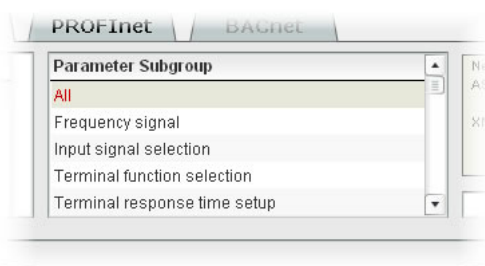 PROFInet BACnet
Parameter Subgroup
All
Frequency signal
Input signal selection
Terminal function selection
Terminal response time setup